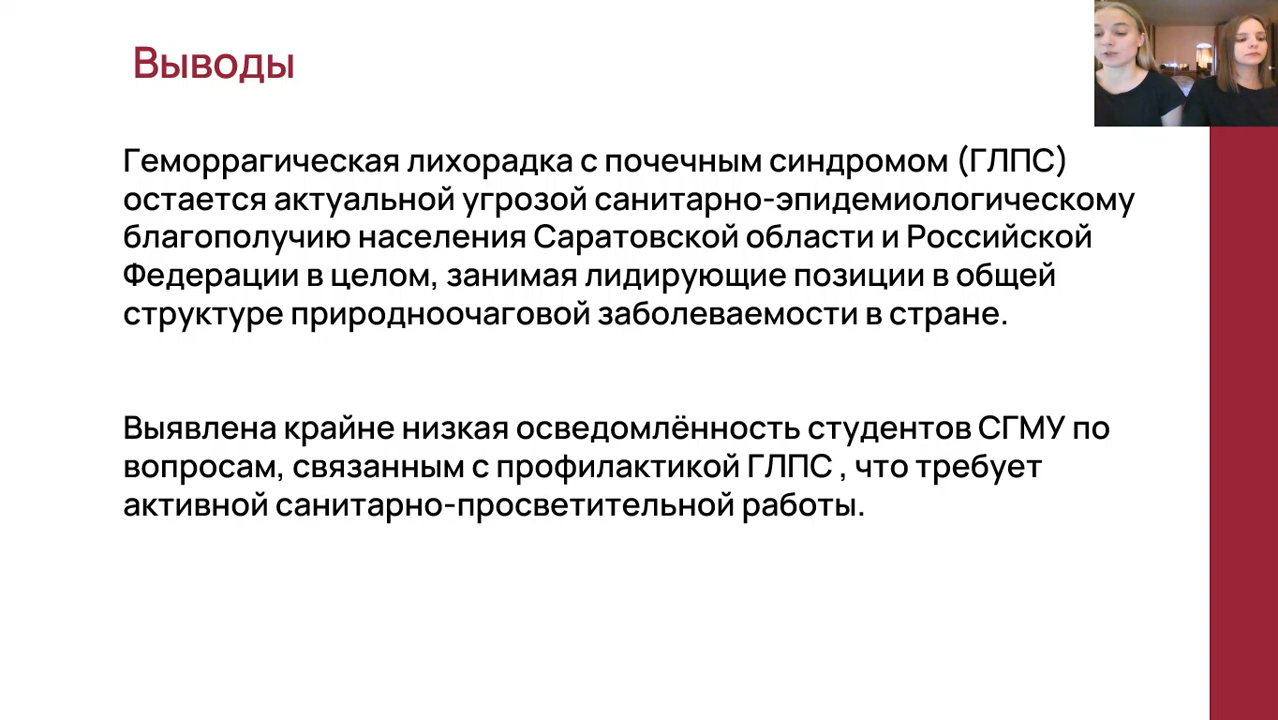 Выводы
Геморрагическая лихорадка с почечным синдромом (ГЛПС)
остается актуальной угрозой санитарно-эпидемиологическому
благополучию населения Саратовской области и Российской
Федерации в целом, занимая лидирующие позиции в общей
структуре природноочаговой заболеваемости в стране.
Выявлена крайне низкая осведомлённость студентов СГМУ по
вопросам, связанным с профилактикой ГЛПС , что требует
активной санитарно-просветительной работы.